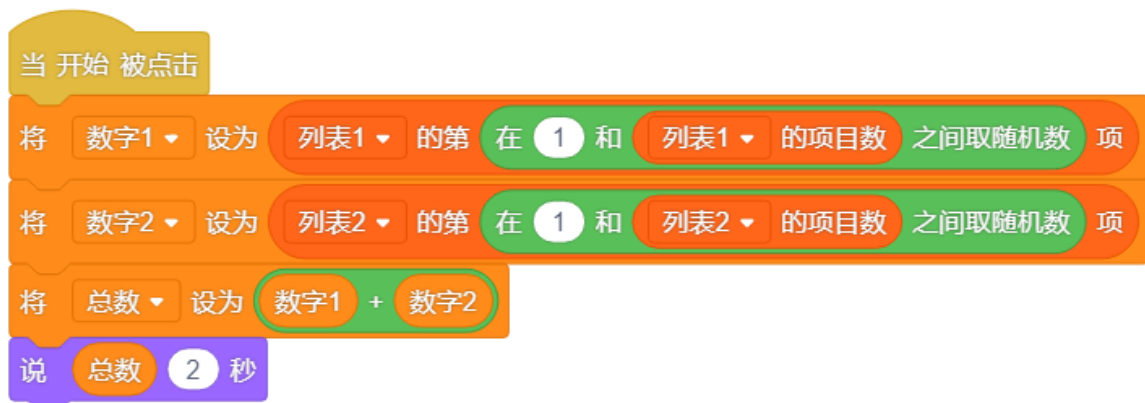 当 开始 被点击
将 数字1 设为 列表1 的第 在 1 和 列表1 的项目数 之间取随机数 项
将 数字2 设为 列表2 的第 在 1 和 列表2 的项目数 之间取随机数 项
将 总数 设为 数字1 + 数字2
说 总数 2 秒